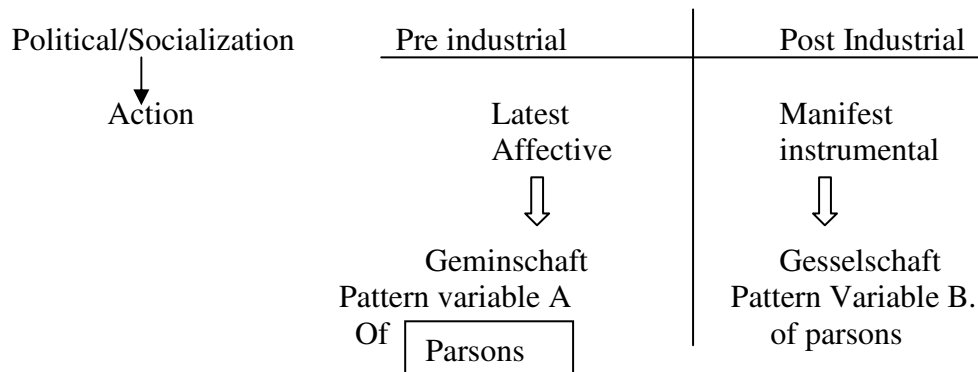 Political/Socialization Pre industrial Post Industrial
Action Latest Manifest
Affective instrumental
Geminschaft Gesselschaft
Pattern variable A Pattern Variable B.
Of Parsons of parsons